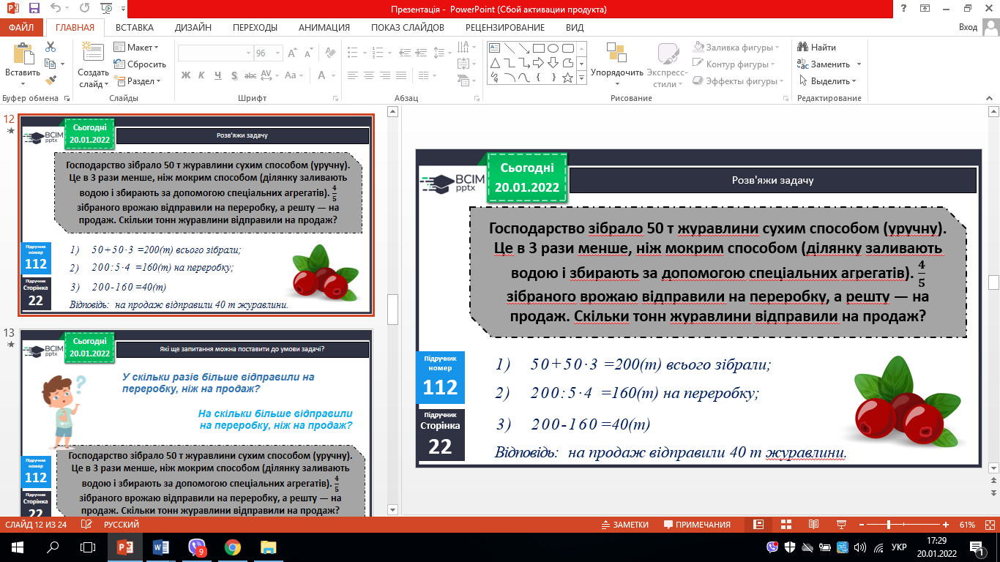 Презентація - PowerPoint (Сбой активации продукта)
ФАЙЛ ГЛАВНАЯ ВСТАВКА ДИЗАЙН ПЕРЕХОДЫ АНИМАЦИЯ ПОКАЗ СЛАЙДОВ РЕЦЕНЗИРОВАНИЕ ВИД Вход
Вставить
Создать слайд
Макет
Сбросить
Раздел
96
Ж К Ч S abc AV Aa A
Упорядочить
Экспресс-стили
Заливка фигуры
Контур фигуры
Эффекты фигуры
Найти
Заменить
Выделить
Буфер обмена Слайды Шрифт Абзац Рисование Редактирование
12
ВСІМ
pptx
Сьогодні
20.01.2022
Розв'яжи задачу
Господарство зібрало 50 т журавлини сухим способом (уручну).
Це в 3 рази менше, ніж мокрим способом (ділянку заливають
водою і збирають за допомогою спеціальних агрегатів). 4/5
зібраного врожаю відправили на переробку, а решту — на
продаж. Скільки тонн журавлини відправили на продаж?
Підручник
номер
112
Підручник
Сторінка
22
1) 50+50·3 =200(т) всього зібрали;
2) 200:5·4 =160(т) на переробку;
3) 200-160 =40(т)
Відповідь: на продаж відправили 40 т журавлини.
13
ВСІМ
pptx
Сьогодні
20.01.2022
Які ще запитання можна поставити до умови задачі?
У скільки разів більше відправили на
переробку, ніж на продаж?
На скільки більше відправили
на переробку, ніж на продаж?
Господарство зібрало 50 т журавлини сухим способом (уручну).
Це в 3 рази менше, ніж мокрим способом (ділянку заливають
водою і збирають за допомогою спеціальних агрегатів). 4/5
зібраного врожаю відправили на переробку, а решту — на
продаж. Скільки тонн журавлини відправили на продаж?
Підручник
номер
112
Підручник
Сторінка
22
ВСІМ
pptx
Сьогодні
20.01.2022
Розв'яжи задачу
Господарство зібрало 50 т журавлини сухим способом (уручну).
Це в 3 рази менше, ніж мокрим способом (ділянку заливають
водою і збирають за допомогою спеціальних агрегатів). 4/5
зібраного врожаю відправили на переробку, а решту — на
продаж. Скільки тонн журавлини відправили на продаж?
Підручник
номер
112
Підручник
Сторінка
22
1) 50+50·3 =200(т) всього зібрали;
2) 200:5·4 =160(т) на переробку;
3) 200-160 =40(т)
Відповідь: на продаж відправили 40 т журавлини.
СЛАЙД 12 ИЗ 24 РУССКИЙ ЗАМЕТКИ ПРИМЕЧАНИЯ 61%
9
УКР
17:29
20.01.2022
1